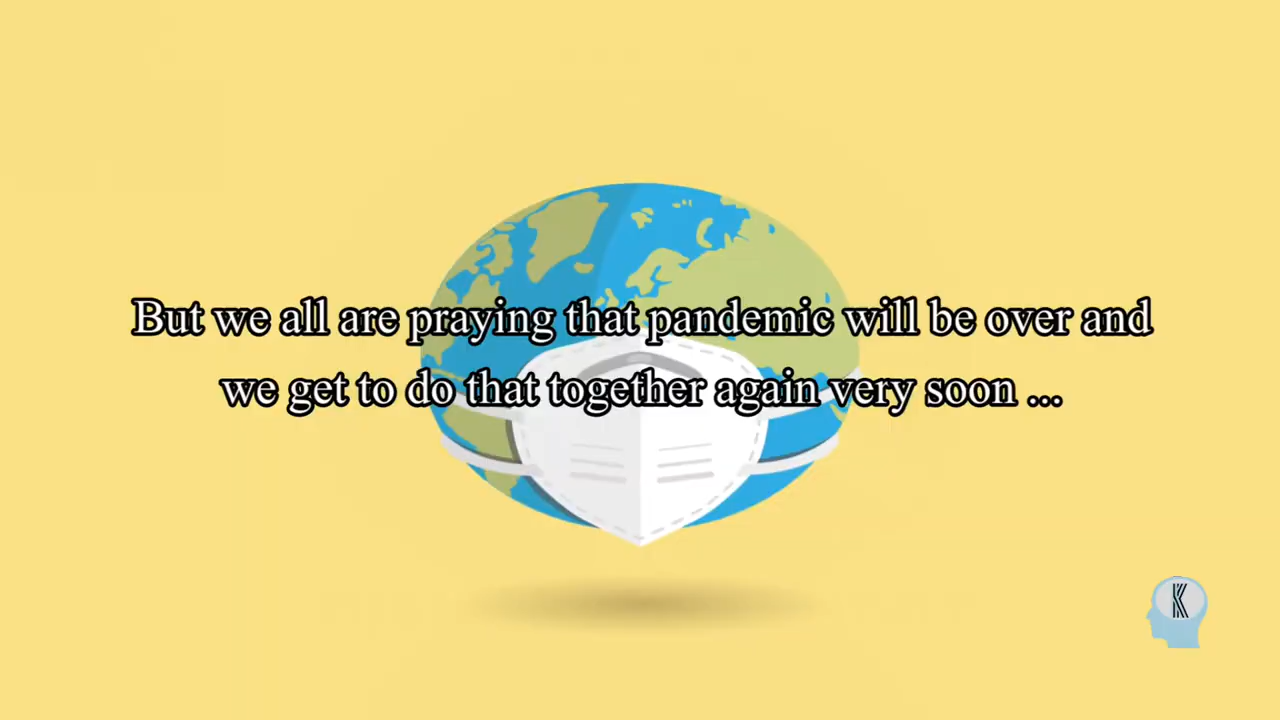 But we all are praying that pandemic will be over and
we get to do that together again very soon ...
K